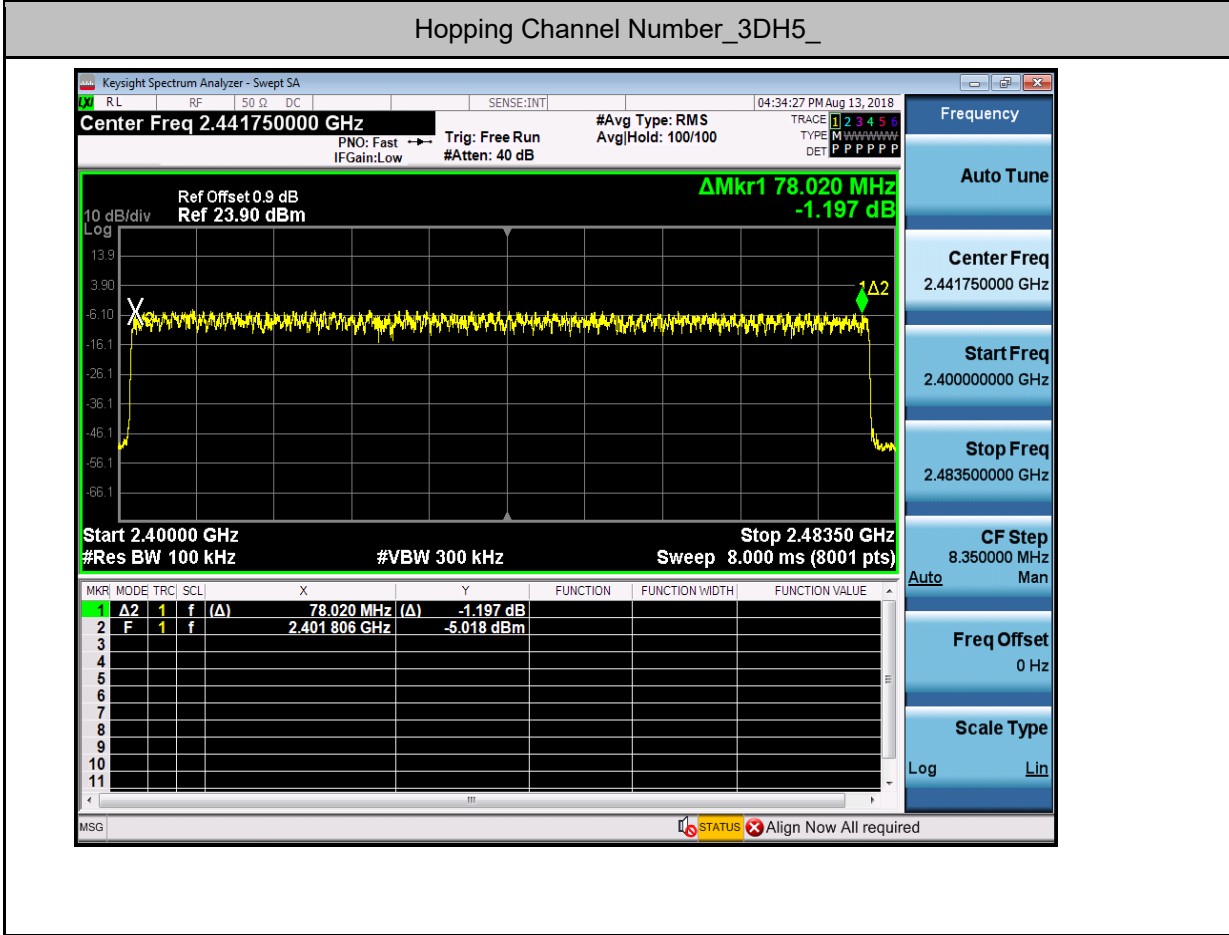 Hopping Channel Number_3DH5_
Keysight Spectrum Analyzer - Swept SA
LXI RL RF 50 Ω DC SENSE:INT 04:34:27 PM Aug 13, 2018
Center Freq 2.441750000 GHz
PNO: Fast
IFGain:Low
Trig: Free Run
#Atten: 40 dB
#Avg Type: RMS
Avg|Hold: 100/100
TRACE 1 2 3 4 5 6
TYPE M WWWWW
DET P P P P P P
Ref Offset 0.9 dB
10 dB/div Ref 23.90 dBm
Log
ΔMkr1 78.020 MHz
-1.197 dB
13.9
3.90
-6.10
-16.1
-26.1
-36.1
-46.1
-56.1
-66.1
1Δ2
Start 2.40000 GHz Stop 2.48350 GHz
#Res BW 100 kHz #VBW 300 kHz Sweep 8.000 ms (8001 pts)
MKR MODE TRC SCL X Y FUNCTION FUNCTION WIDTH FUNCTION VALUE
1 Δ2 1 f (Δ) 78.020 MHz (Δ) -1.197 dB
2 F 1 f 2.401 806 GHz -5.018 dBm
3
4
5
6
7
8
9
10
11
MSG STATUS Align Now All required
Frequency
Auto Tune
Center Freq
2.441750000 GHz
Start Freq
2.400000000 GHz
Stop Freq
2.483500000 GHz
CF Step
8.350000 MHz
Auto Man
Freq Offset
0 Hz
Scale Type
Log Lin